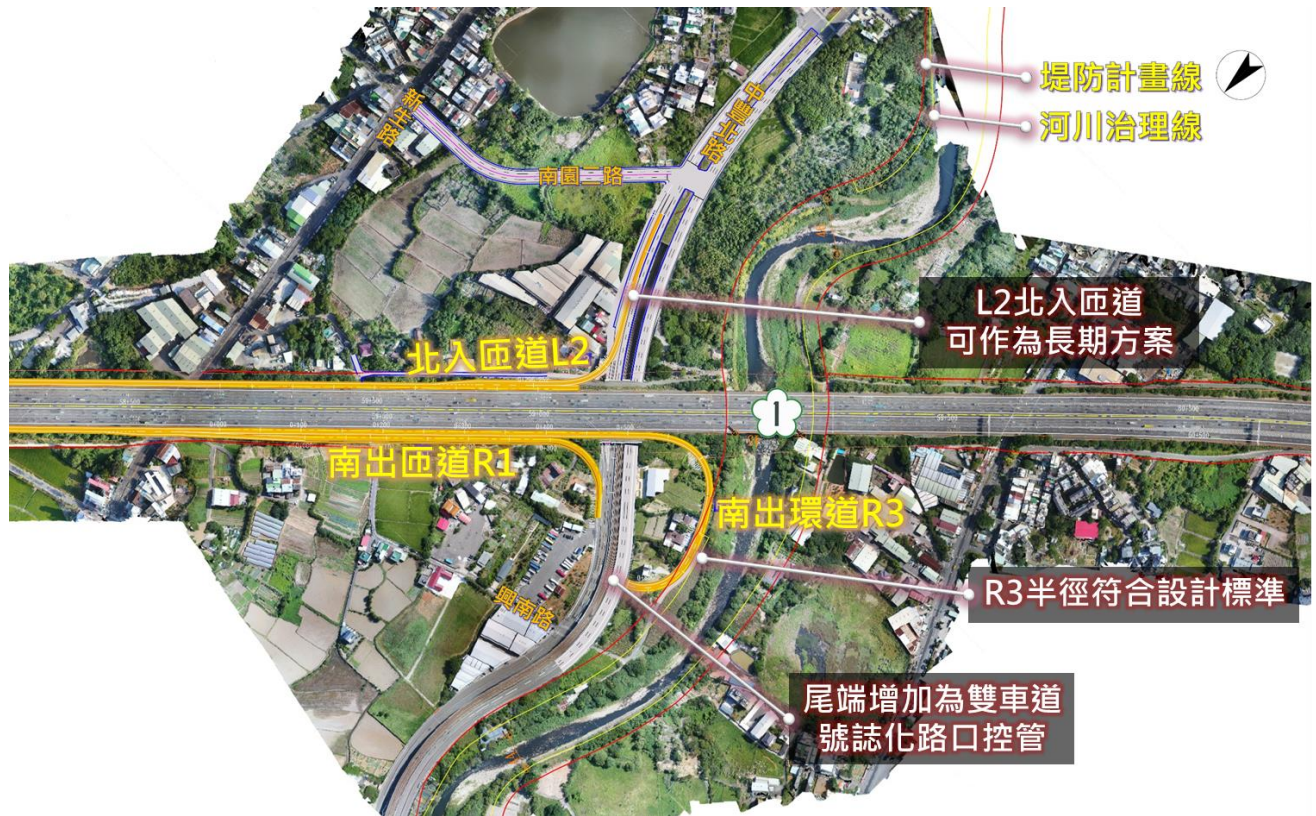 堤防計畫線
河川治理線
新生路
中豐北路
南園二路
L2北入匝道
可作為長期方案
北入匝道L2
1
南出匝道R1
南出環道R3
R3半徑符合設計標準
興南路
尾端增加為雙車道
號誌化路口控管